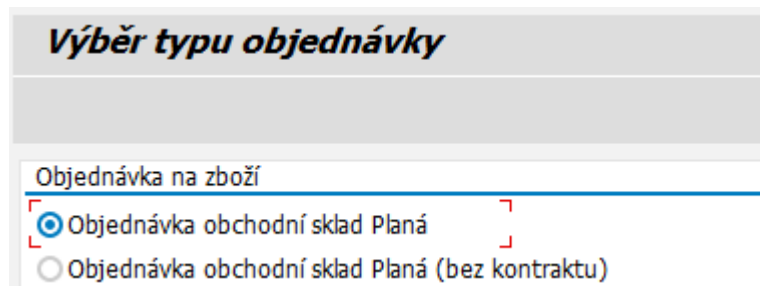 Výběr typu objednávky
Objednávka na zboží
Objednávka obchodní sklad Planá
Objednávka obchodní sklad Planá (bez kontraktu)